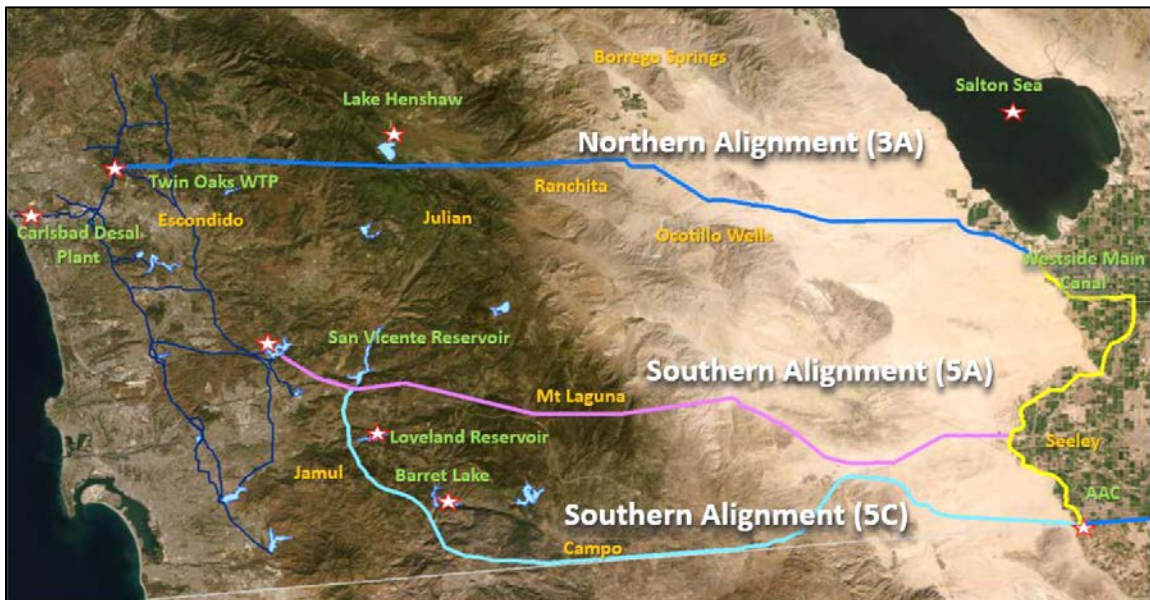 Borrego Springs
Salton Sea
Lake Henshaw
Northern Alignment (3A)
Twin Oaks WTP
Ranchita
Escondido
Julian
Carlsbad Desal
Plant
Ocotillo Wells
Westside Main
Canal
San Vicente Reservoir
Southern Alignment (5A)
Mt Laguna
Loveland Reservoir
Seeley
Jamul
Barret Lake
AAC
Southern Alignment (5C)
Campo